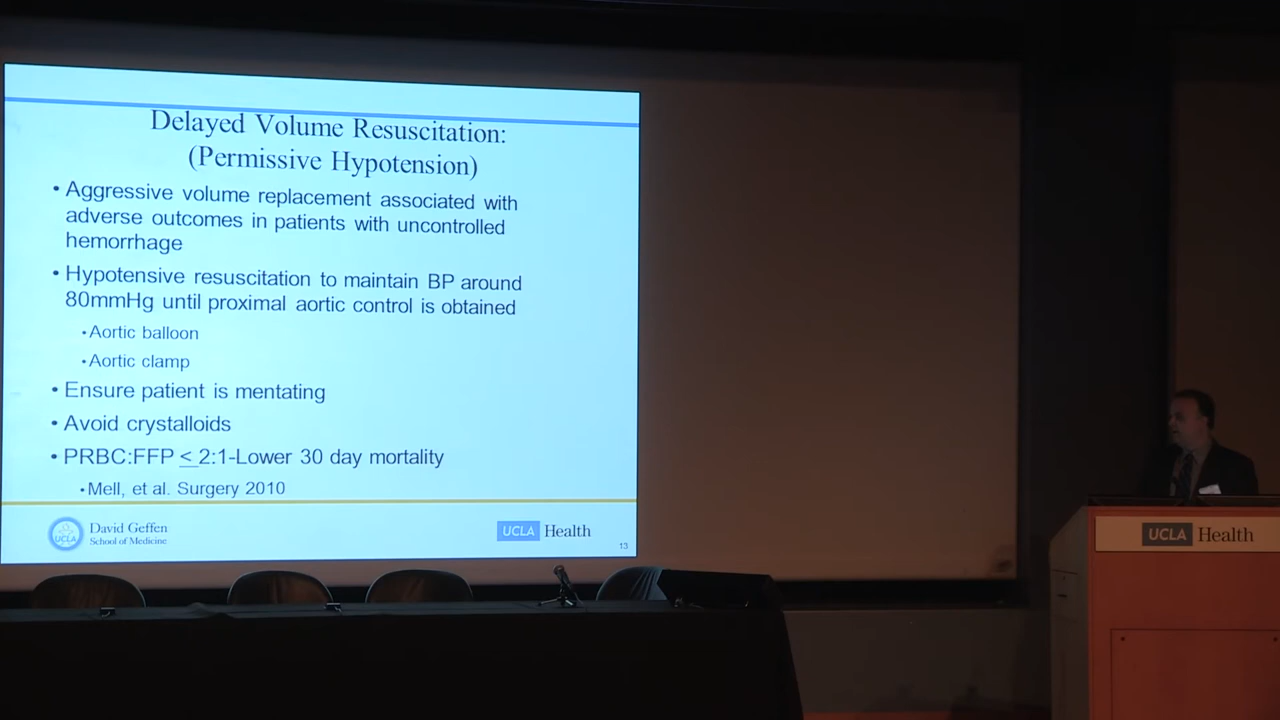 Delayed Volume Resuscitation:
(Permissive Hypotension)
• Aggressive volume replacement associated with
adverse outcomes in patients with uncontrolled
hemorrhage
• Hypotensive resuscitation to maintain BP around
80mmHg until proximal aortic control is obtained
• Aortic balloon
• Aortic clamp
• Ensure patient is mentating
• Avoid crystalloids
• PRBC:FFP < 2:1-Lower 30 day mortality
• Mell, et al. Surgery 2010
UCLA
David Geffen
School of Medicine
UCLA Health
13
UCLA Health